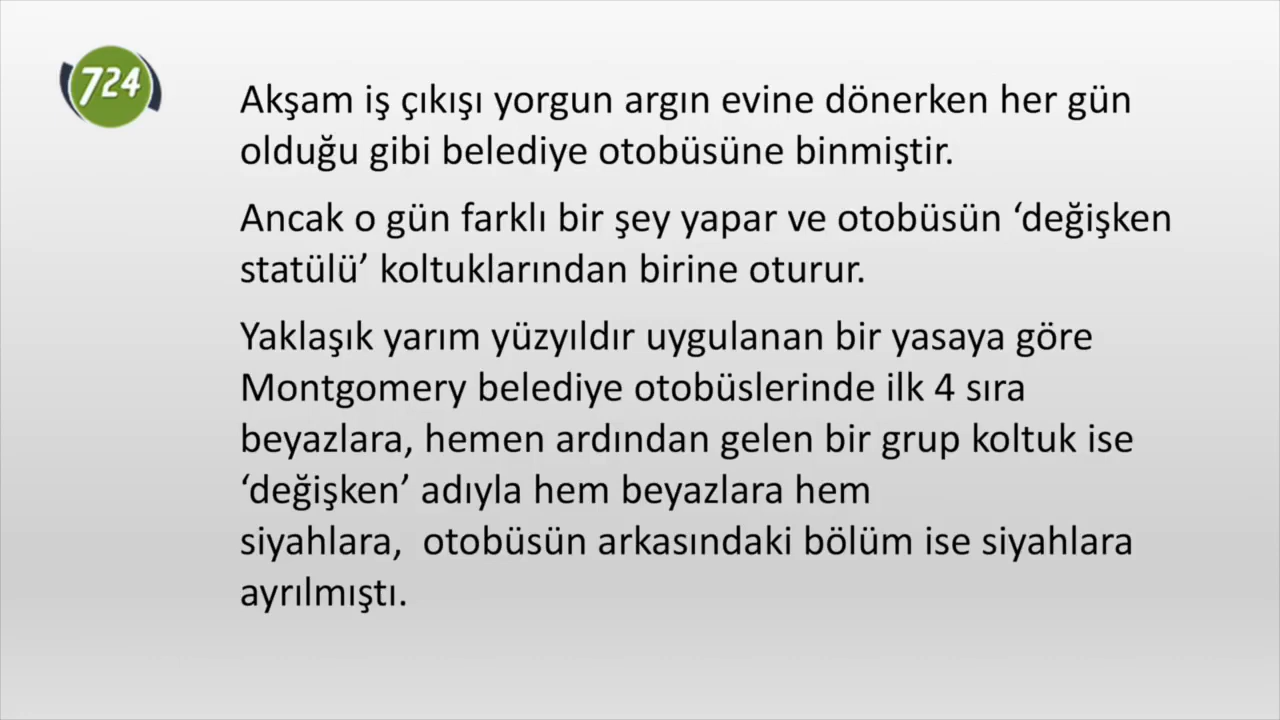 724
Akşam iş çıkışı yorgun argın evine dönerken her gün
olduğu gibi belediye otobüsüne binmiştir.
Ancak o gün farklı bir şey yapar ve otobüsün ‘değişken
statülü’ koltuklarından birine oturur.
Yaklaşık yarım yüzyıldır uygulanan bir yasaya göre
Montgomery belediye otobüslerinde ilk 4 sıra
beyazlara, hemen ardından gelen bir grup koltuk ise
‘değişken’ adıyla hem beyazlara hem
siyahlara,  otobüsün arkasındaki bölüm ise siyahlara
ayrılmıştı.